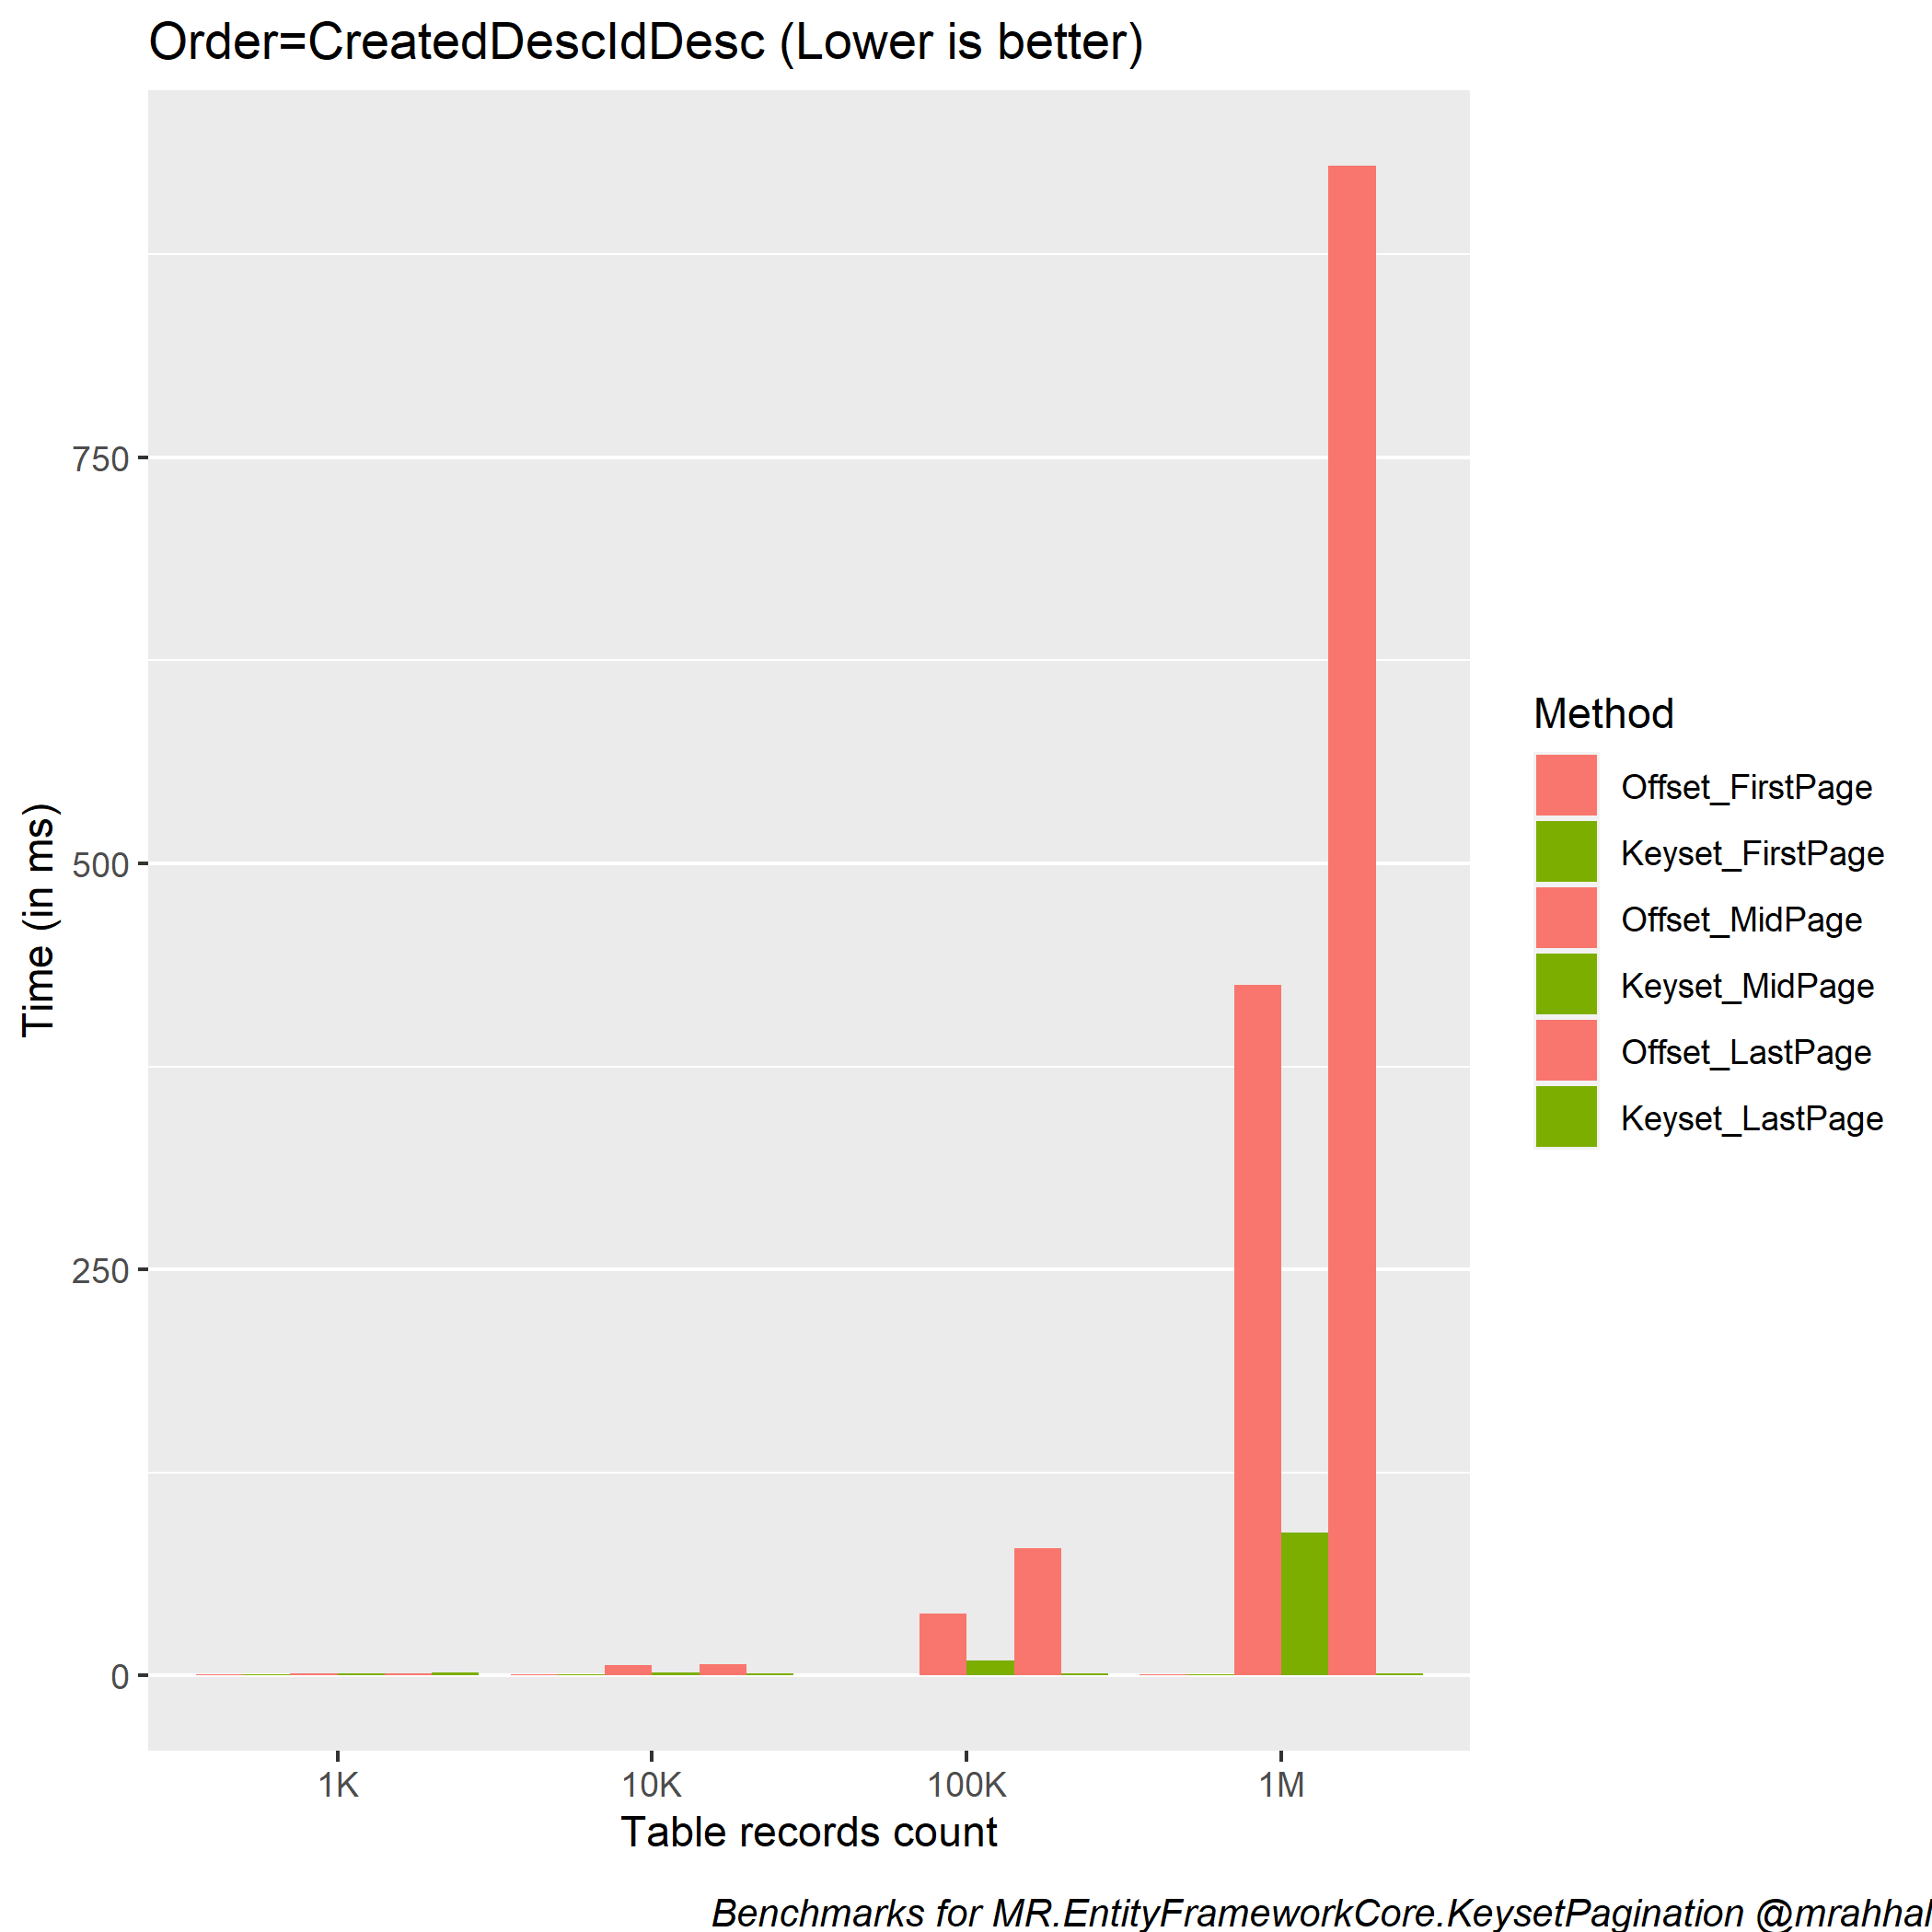 Order=CreatedDescIdDesc (Lower is better)
Time (in ms)
750
500
250
0
1K 10K 100K 1M
Table records count
Method
Offset_FirstPage
Keyset_FirstPage
Offset_MidPage
Keyset_MidPage
Offset_LastPage
Keyset_LastPage
Benchmarks for MR.EntityFrameworkCore.KeysetPagination @mrahhal